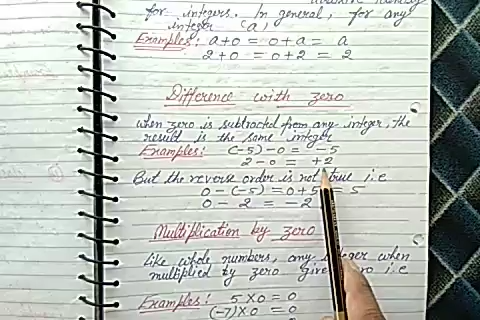 for integers. In general, for any
integer (a)
Examples: a+0 = 0+a = a
2+0 = 0+2 = 2
Difference with zero
when zero is subtracted from any integer, the
result is the same integer
Examples: (-5)-0 = -5
2-0 = +2
But the reverse order is not true i.e
0-(-5) = 0+5 = 5
0-2 = -2
Multiplication by zero
Like whole numbers, any integer when
multiplied by zero i.e
Examples: 5×0 = 0
(-7)×0 = 0